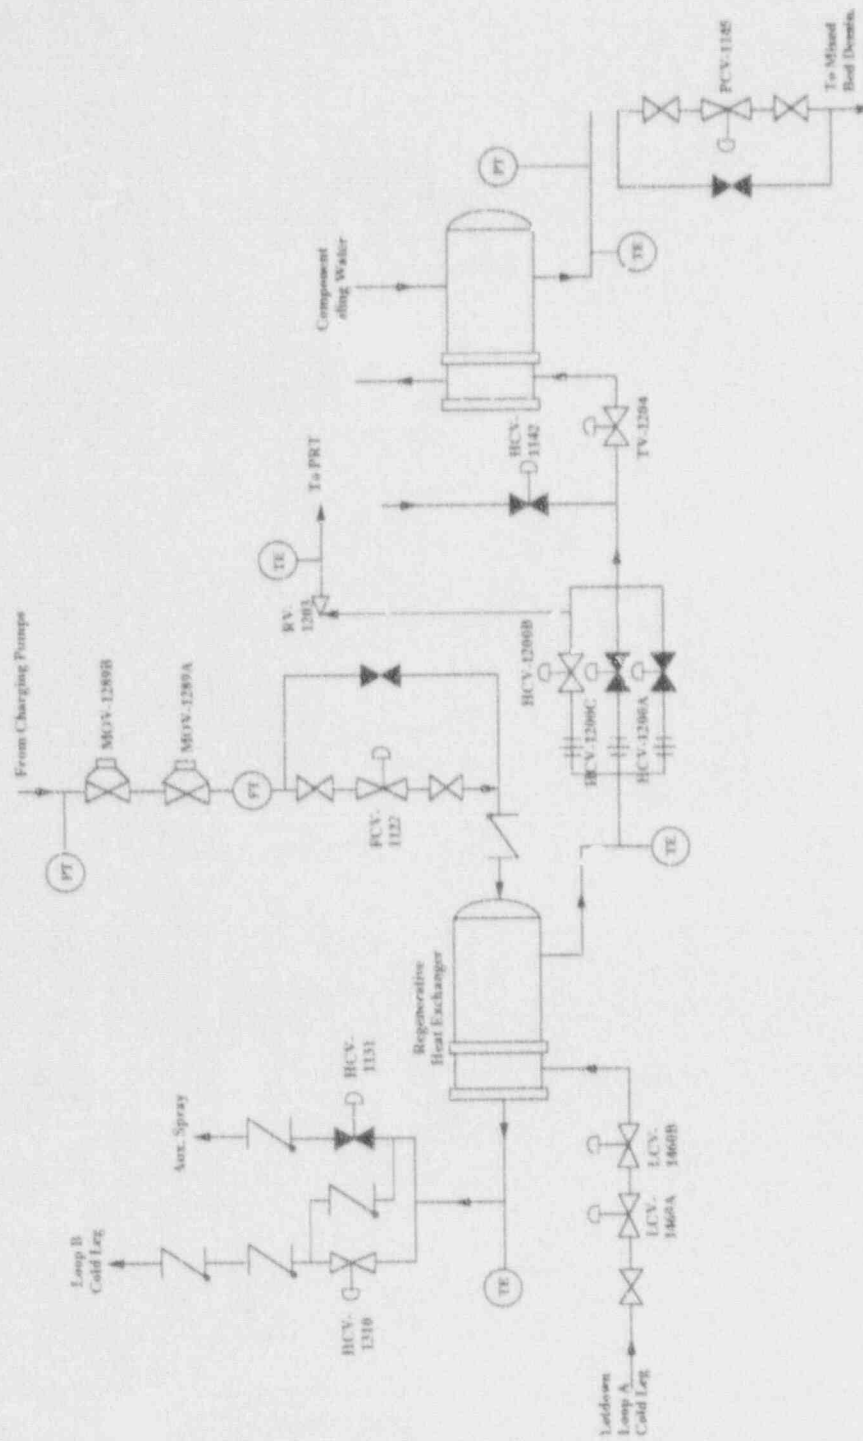 From Charging Pumps
PT
MOV-1289B
MOV-1289A
FT
FCV-
1122
Loop B
Cold Leg
Aux. Spray
HCV-
1310
HCV-
1131
TE
Regenerative
Heat Exchanger
Letdown
Loop A
Cold Leg
LCV-
1460A
LCV-
1460B
TE
HCV-1200B
HCV-1200C
HCV-1200A
RV-
1203
TE
To PRT
HCV-
1142
TV-1204
Component
oling Water
PT
TE
PCV-1145
To Mixed
Bed Demin.